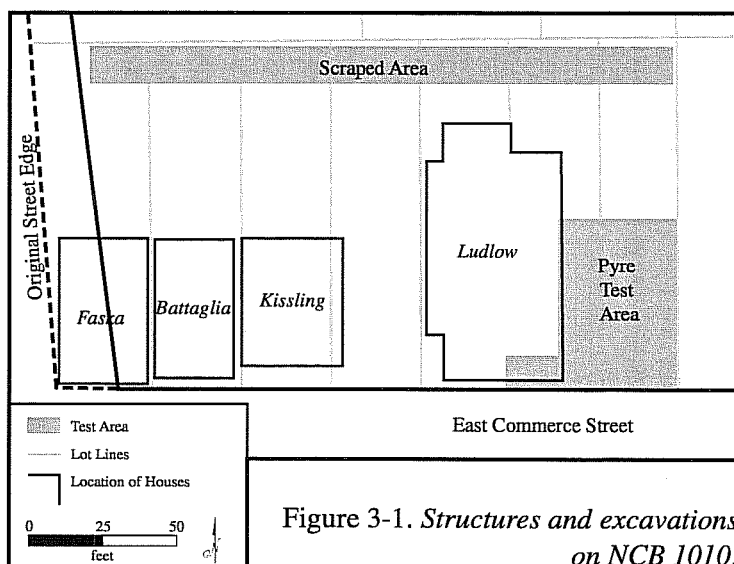 Scraped Area
Original Street Edge
Faska
Battaglia
Kissling
Ludlow
Pyre
Test
Area
Test Area
Lot Lines
Location of Houses
0 25 50
feet
East Commerce Street
Figure 3-1. Structures and excavations
on NCB 1010.